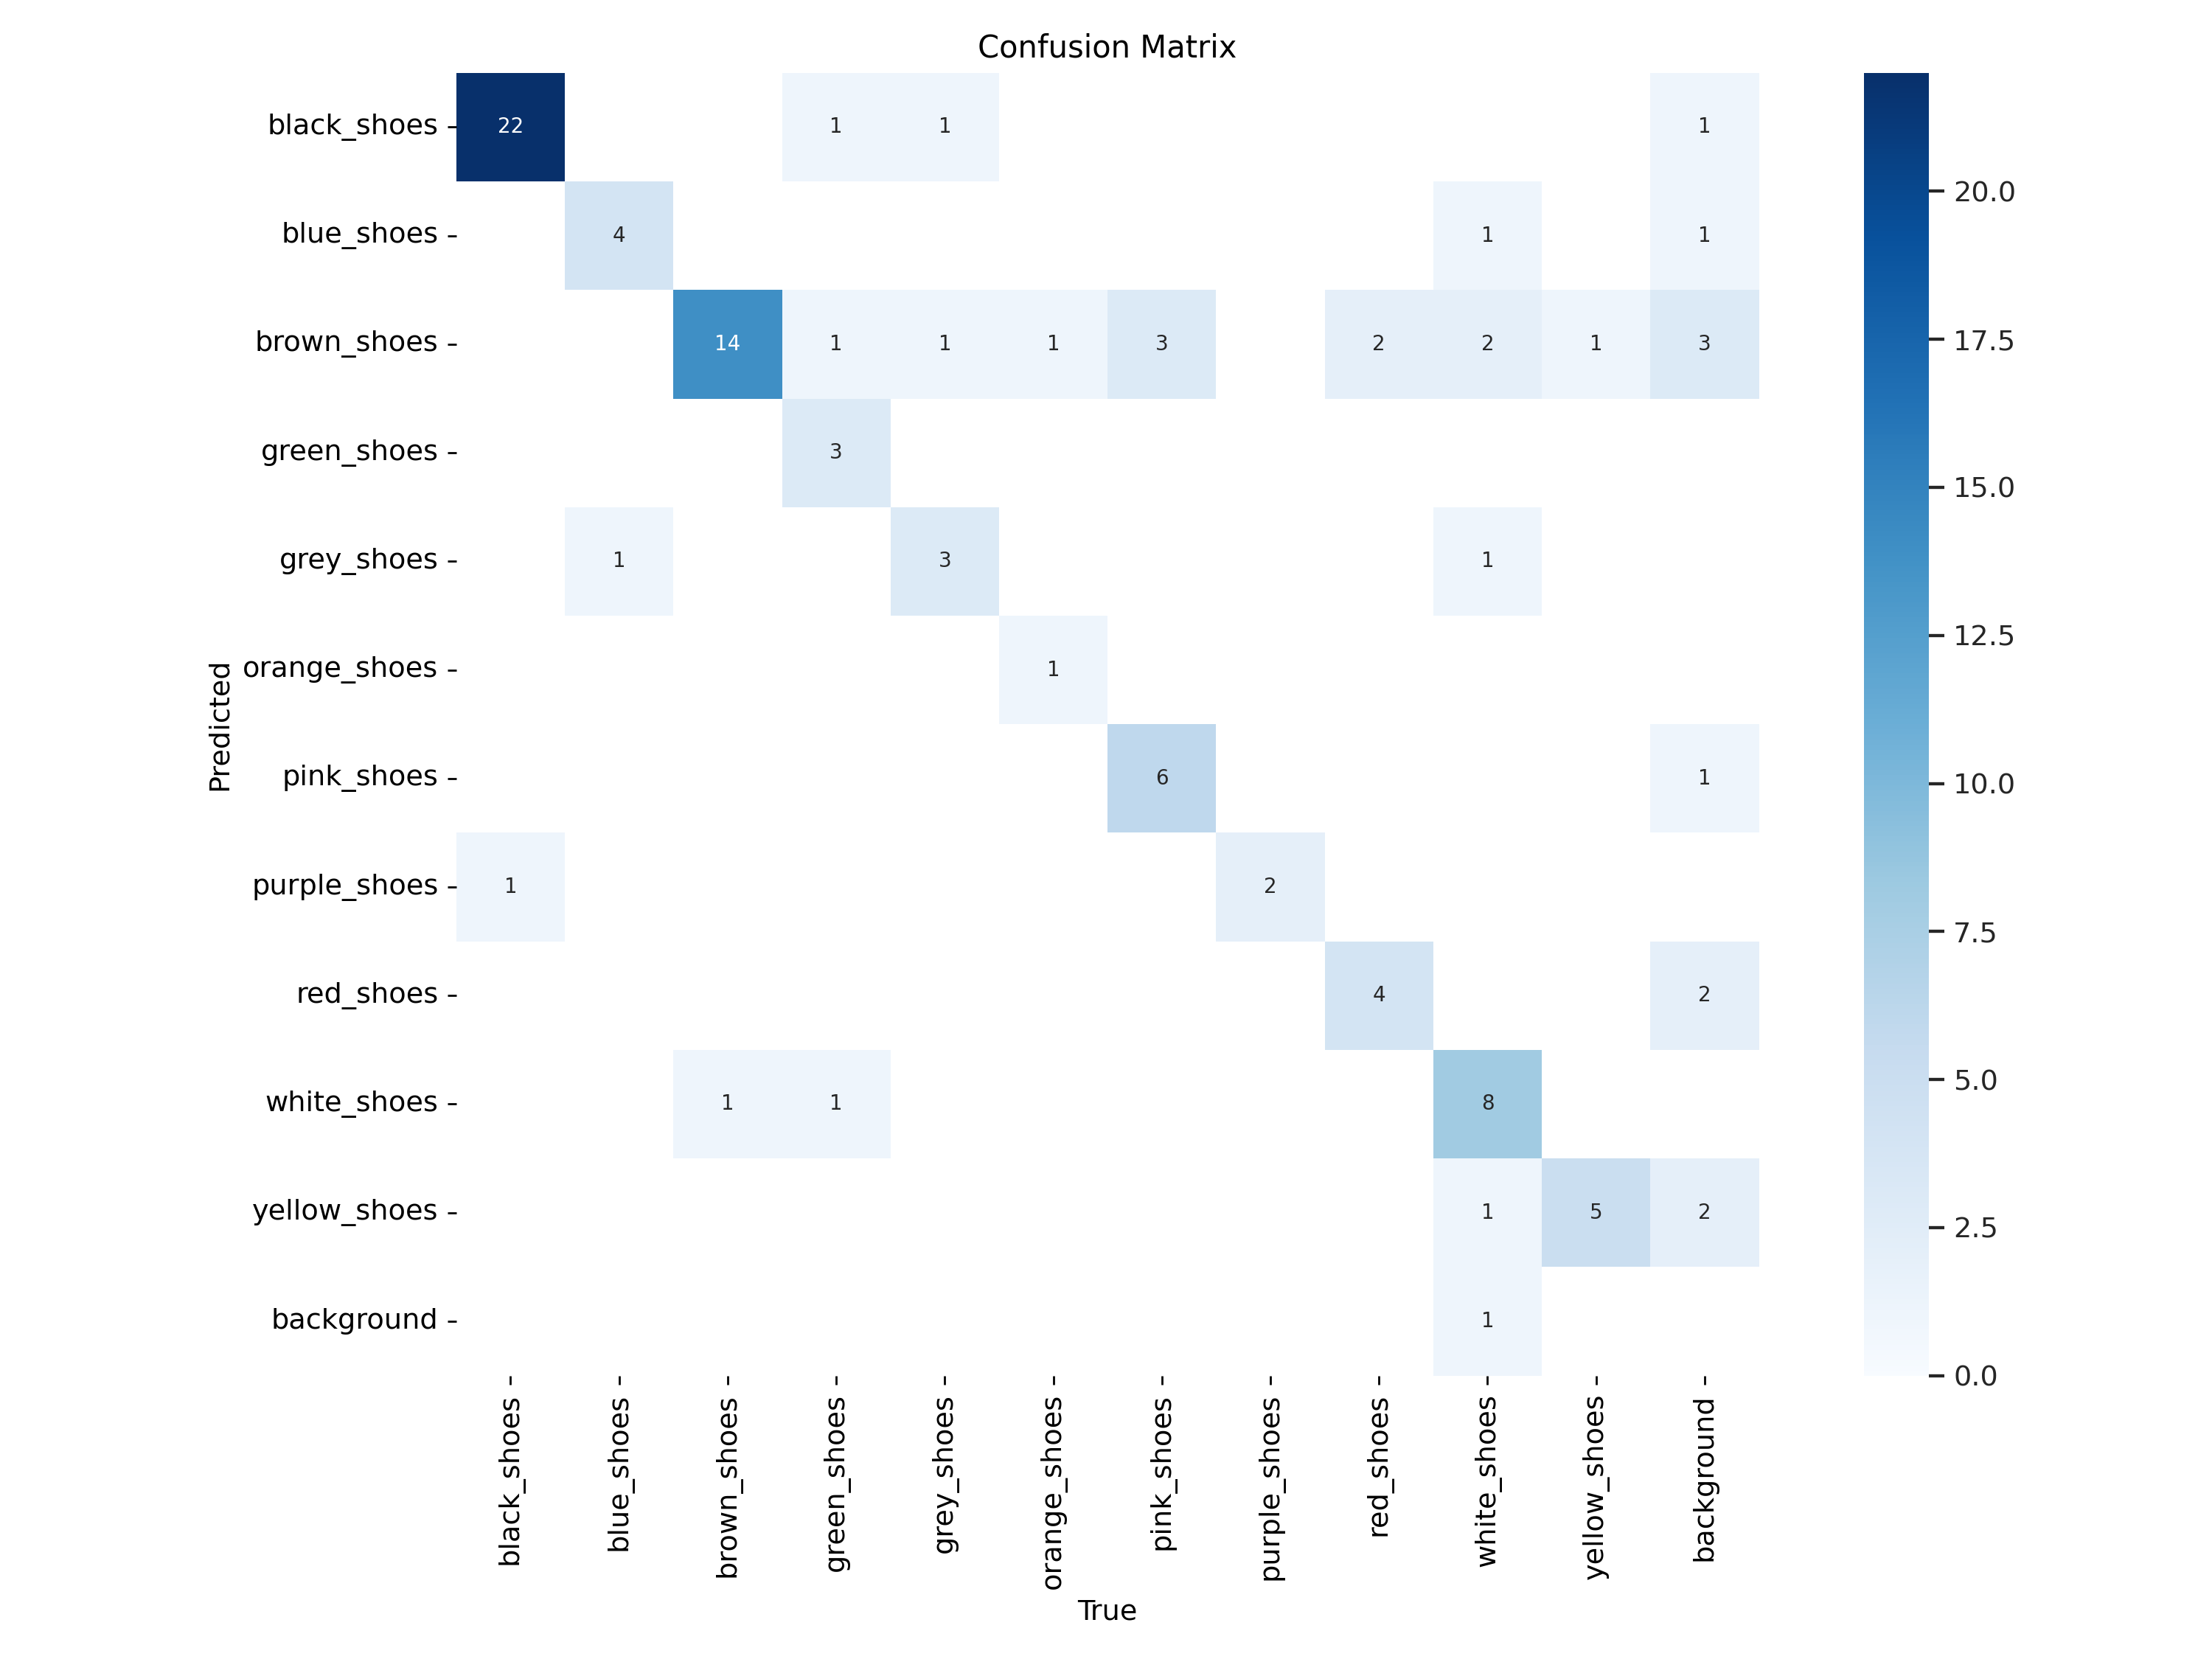 Confusion Matrix
black_shoes 22 1 1 1
blue_shoes 4 1 1
brown_shoes 14 1 1 1 3 2 2 1 3
green_shoes 3
grey_shoes 1 3 1
orange_shoes 1
pink_shoes 6 1
purple_shoes 1 2
red_shoes 4 2
white_shoes 1 1 8
yellow_shoes 1 5 2
background 1
Predicted
black_shoes blue_shoes brown_shoes green_shoes grey_shoes orange_shoes pink_shoes purple_shoes red_shoes white_shoes yellow_shoes background
True
20.0
17.5
15.0
12.5
10.0
7.5
5.0
2.5
0.0